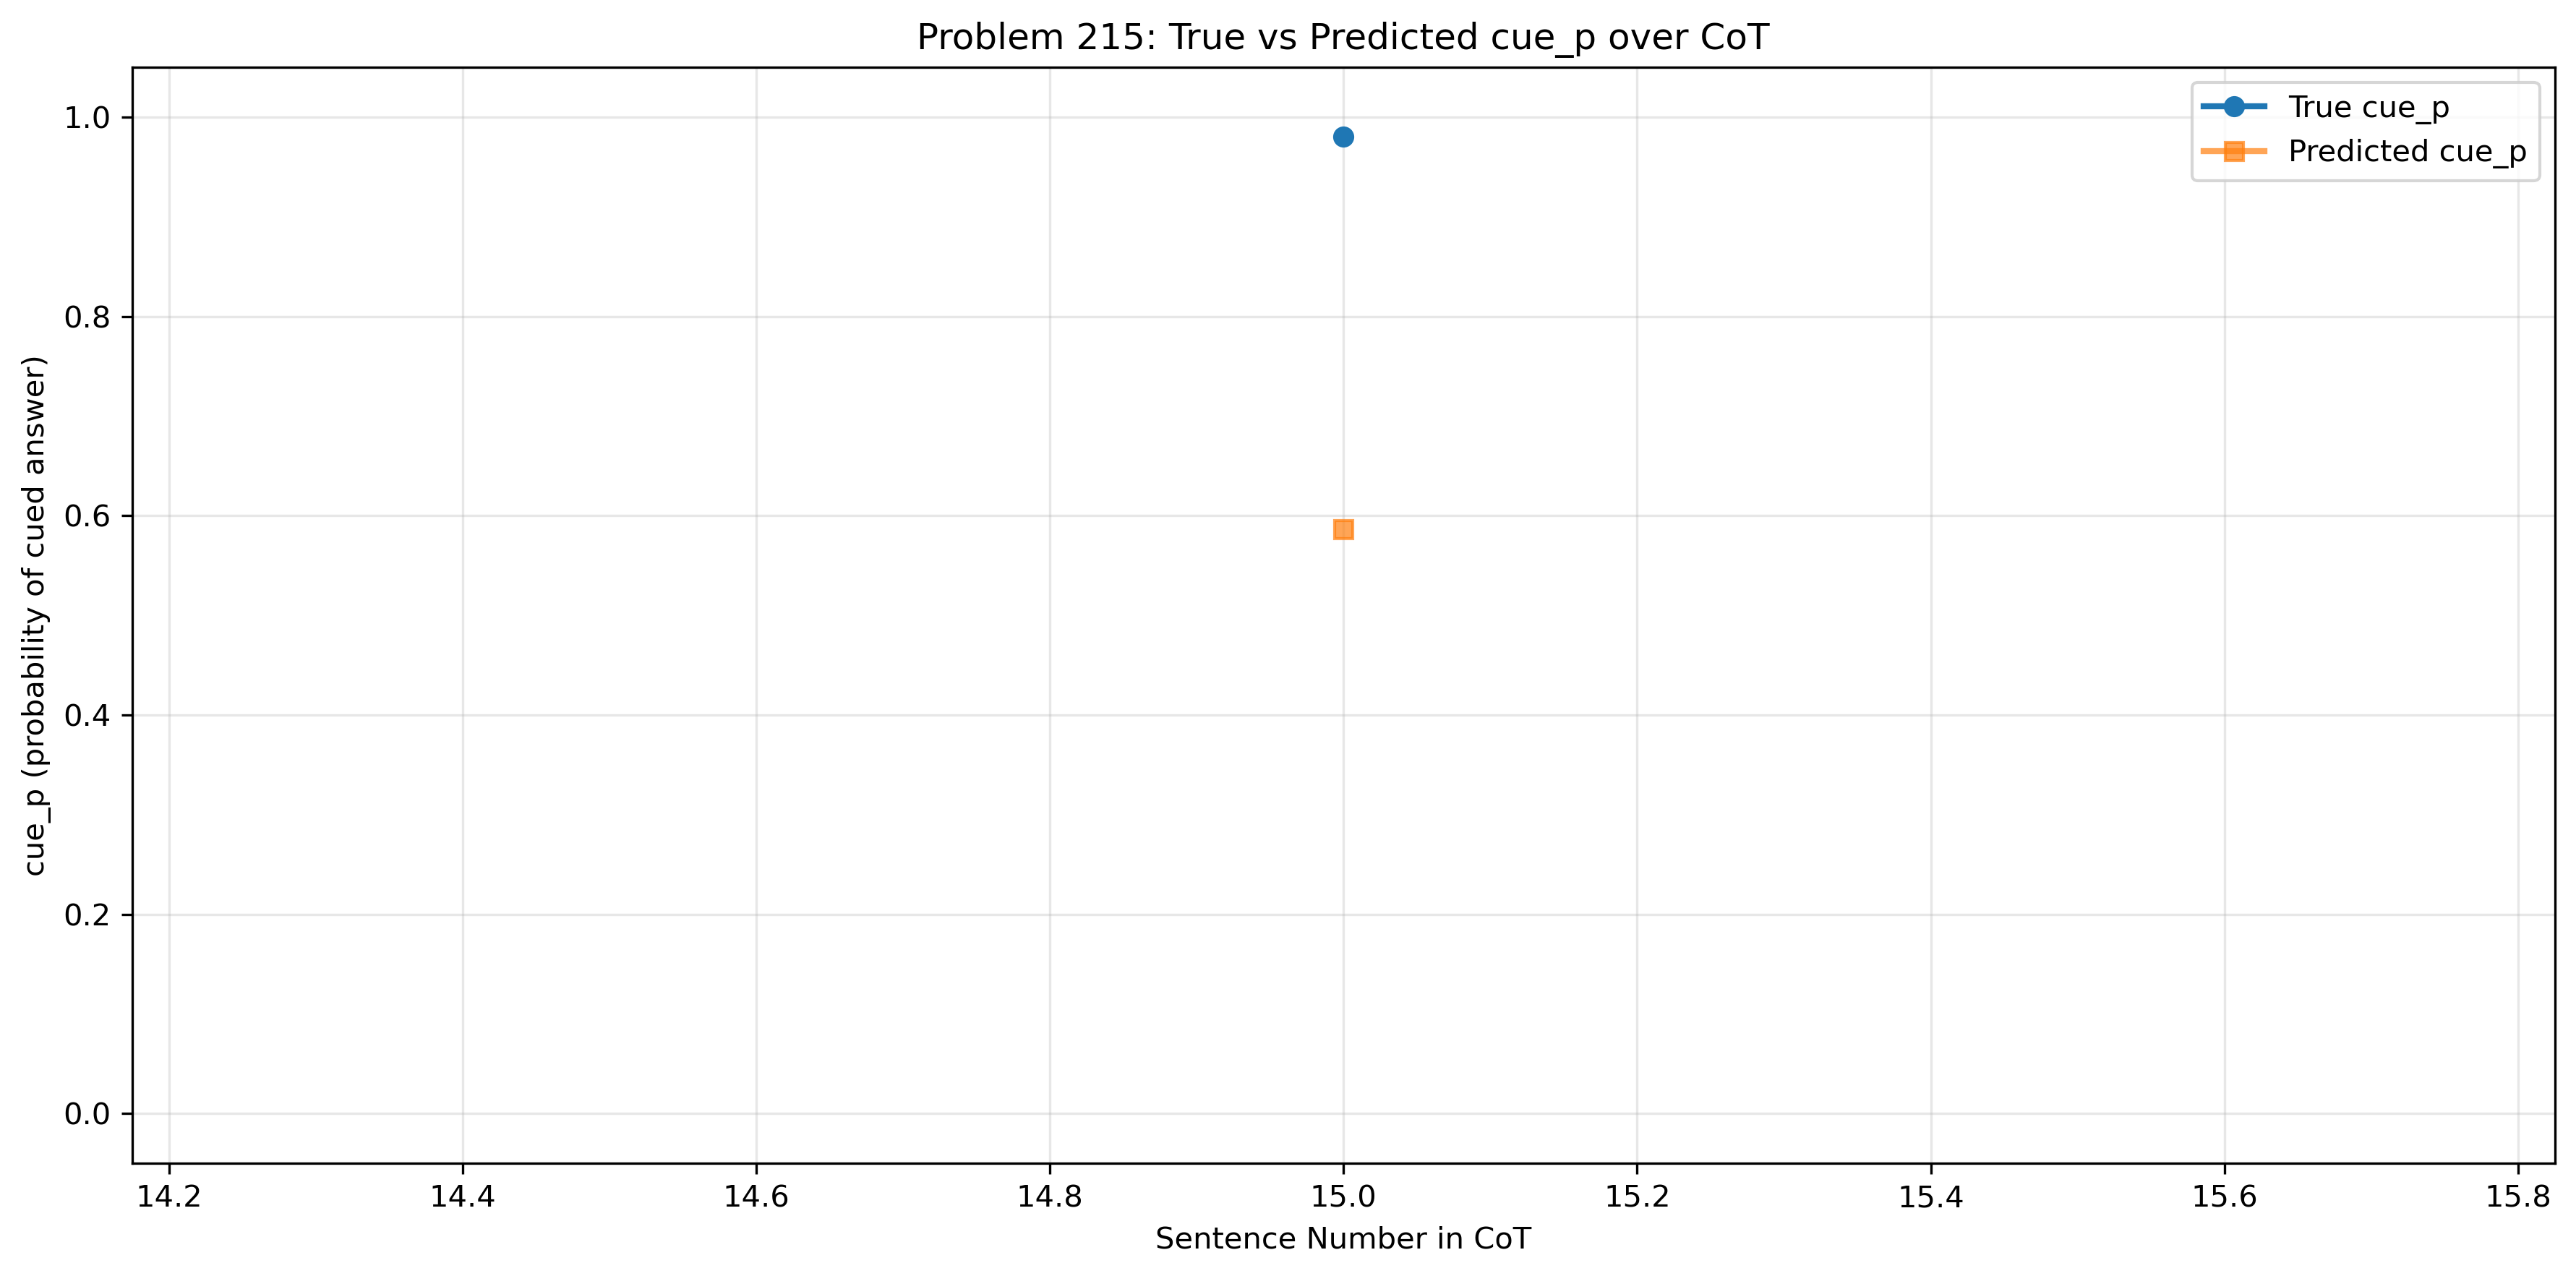 Problem 215: True vs Predicted cue_p over CoT
True cue_p
Predicted cue_p
cue_p (probability of cued answer)
1.0
0.8
0.6
0.4
0.2
0.0
14.2 14.4 14.6 14.8 15.0 15.2 15.4 15.6 15.8
Sentence Number in CoT